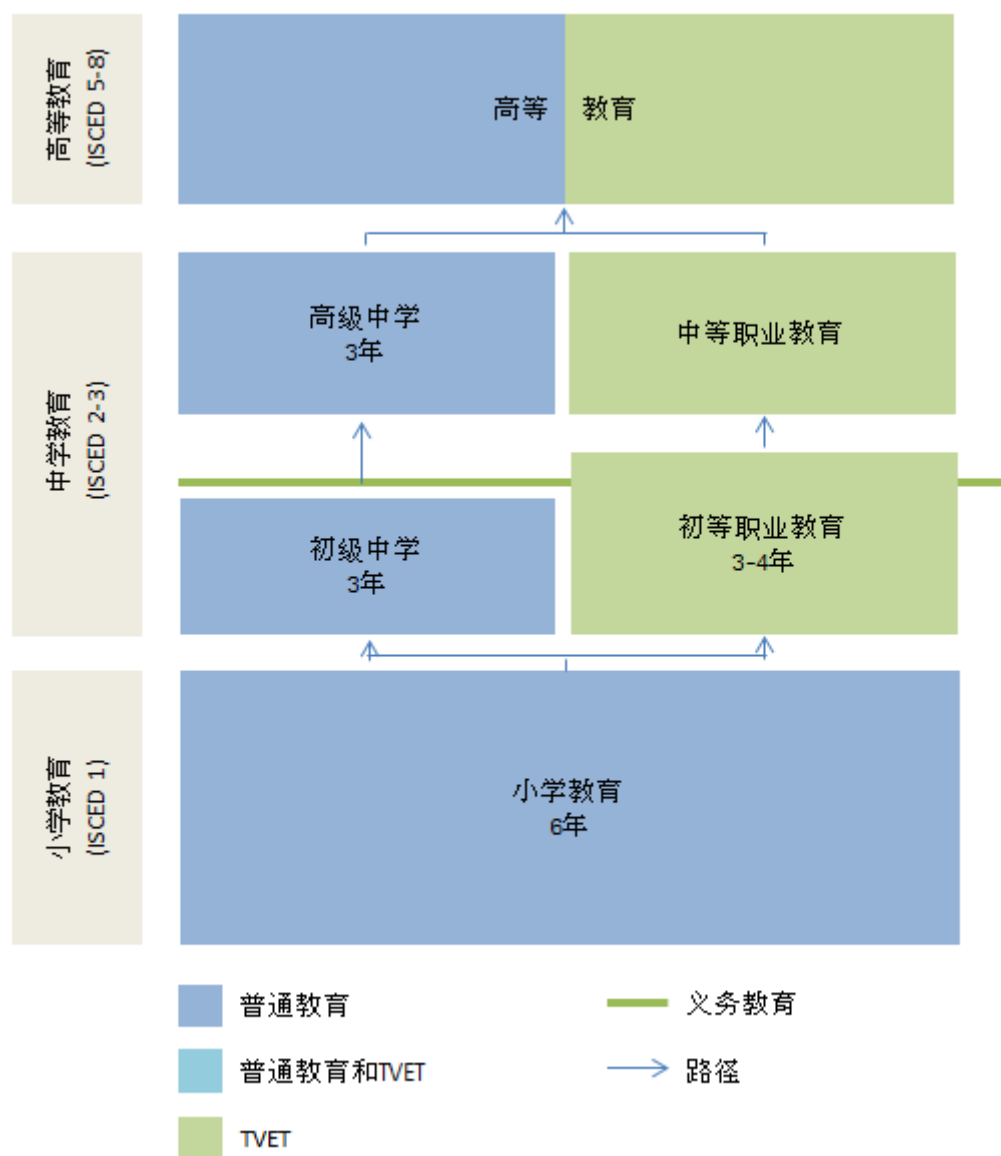 高等教育
(ISCED 5-8)
高等 教育
中学教育
(ISCED 2-3)
高级中学
3年
中等职业教育
初级中学
3年
初等职业教育
3-4年
小学教育
(ISCED 1)
小学教育
6年
普通教育
义务教育
普通教育和TVET
路径
TVET